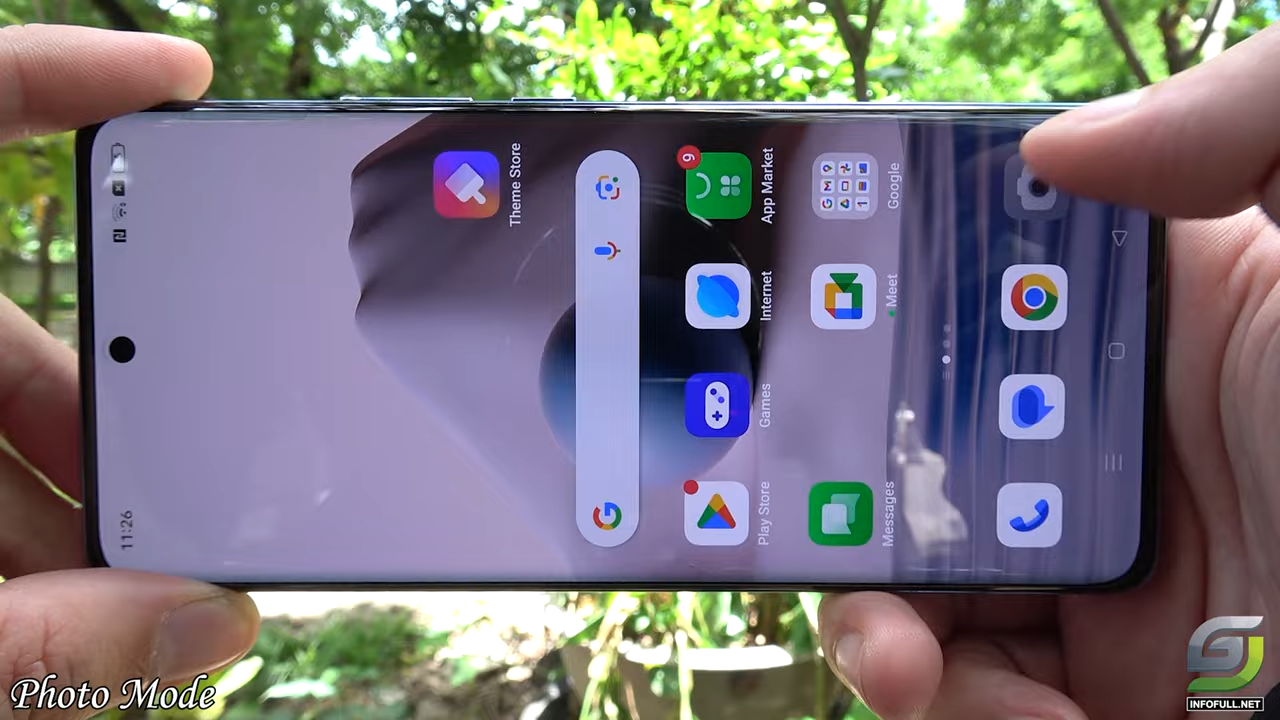 11:26
Theme Store
9
App Market
Internet
Games
Play Store
Google
Meet
Messages
Photo Mode
INFOFULL.NET